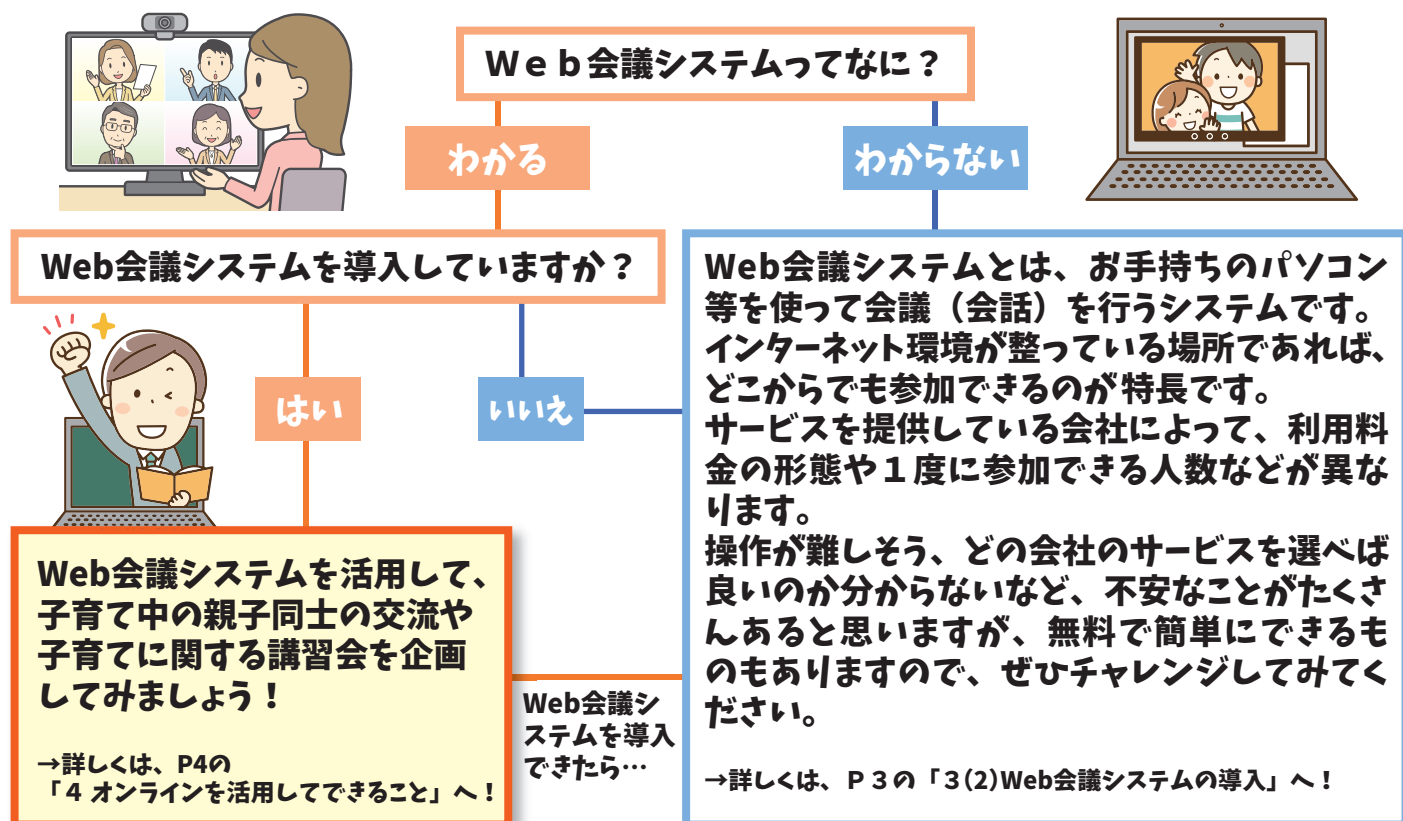 Ｗｅｂ会議システムってなに？
わかる
わからない
Web会議システムを導入していますか？
はい
いいえ
Web会議システムとは、お手持ちのパソコン
等を使って会議（会話）を行うシステムです。
インターネット環境が整っている場所であれば、
どこからでも参加できるのが特長です。
サービスを提供している会社によって、利用料
金の形態や１度に参加できる人数などが異な
ります。
操作が難しそう、どの会社のサービスを選べば
良いのか分からないなど、不安なことがたくさ
んあると思いますが、無料で簡単にできるも
のもありますので、ぜひチャレンジしてみてく
ださい。
→詳しくは、Ｐ３の「３(2)Web会議システムの導入」へ！
Web会議システムを活用して、
子育て中の親子同士の交流や
子育てに関する講習会を企画
してみましょう！
→詳しくは、P4の
「４ オンラインを活用してできること」へ！
Web会議シ
ステムを導入
できたら…